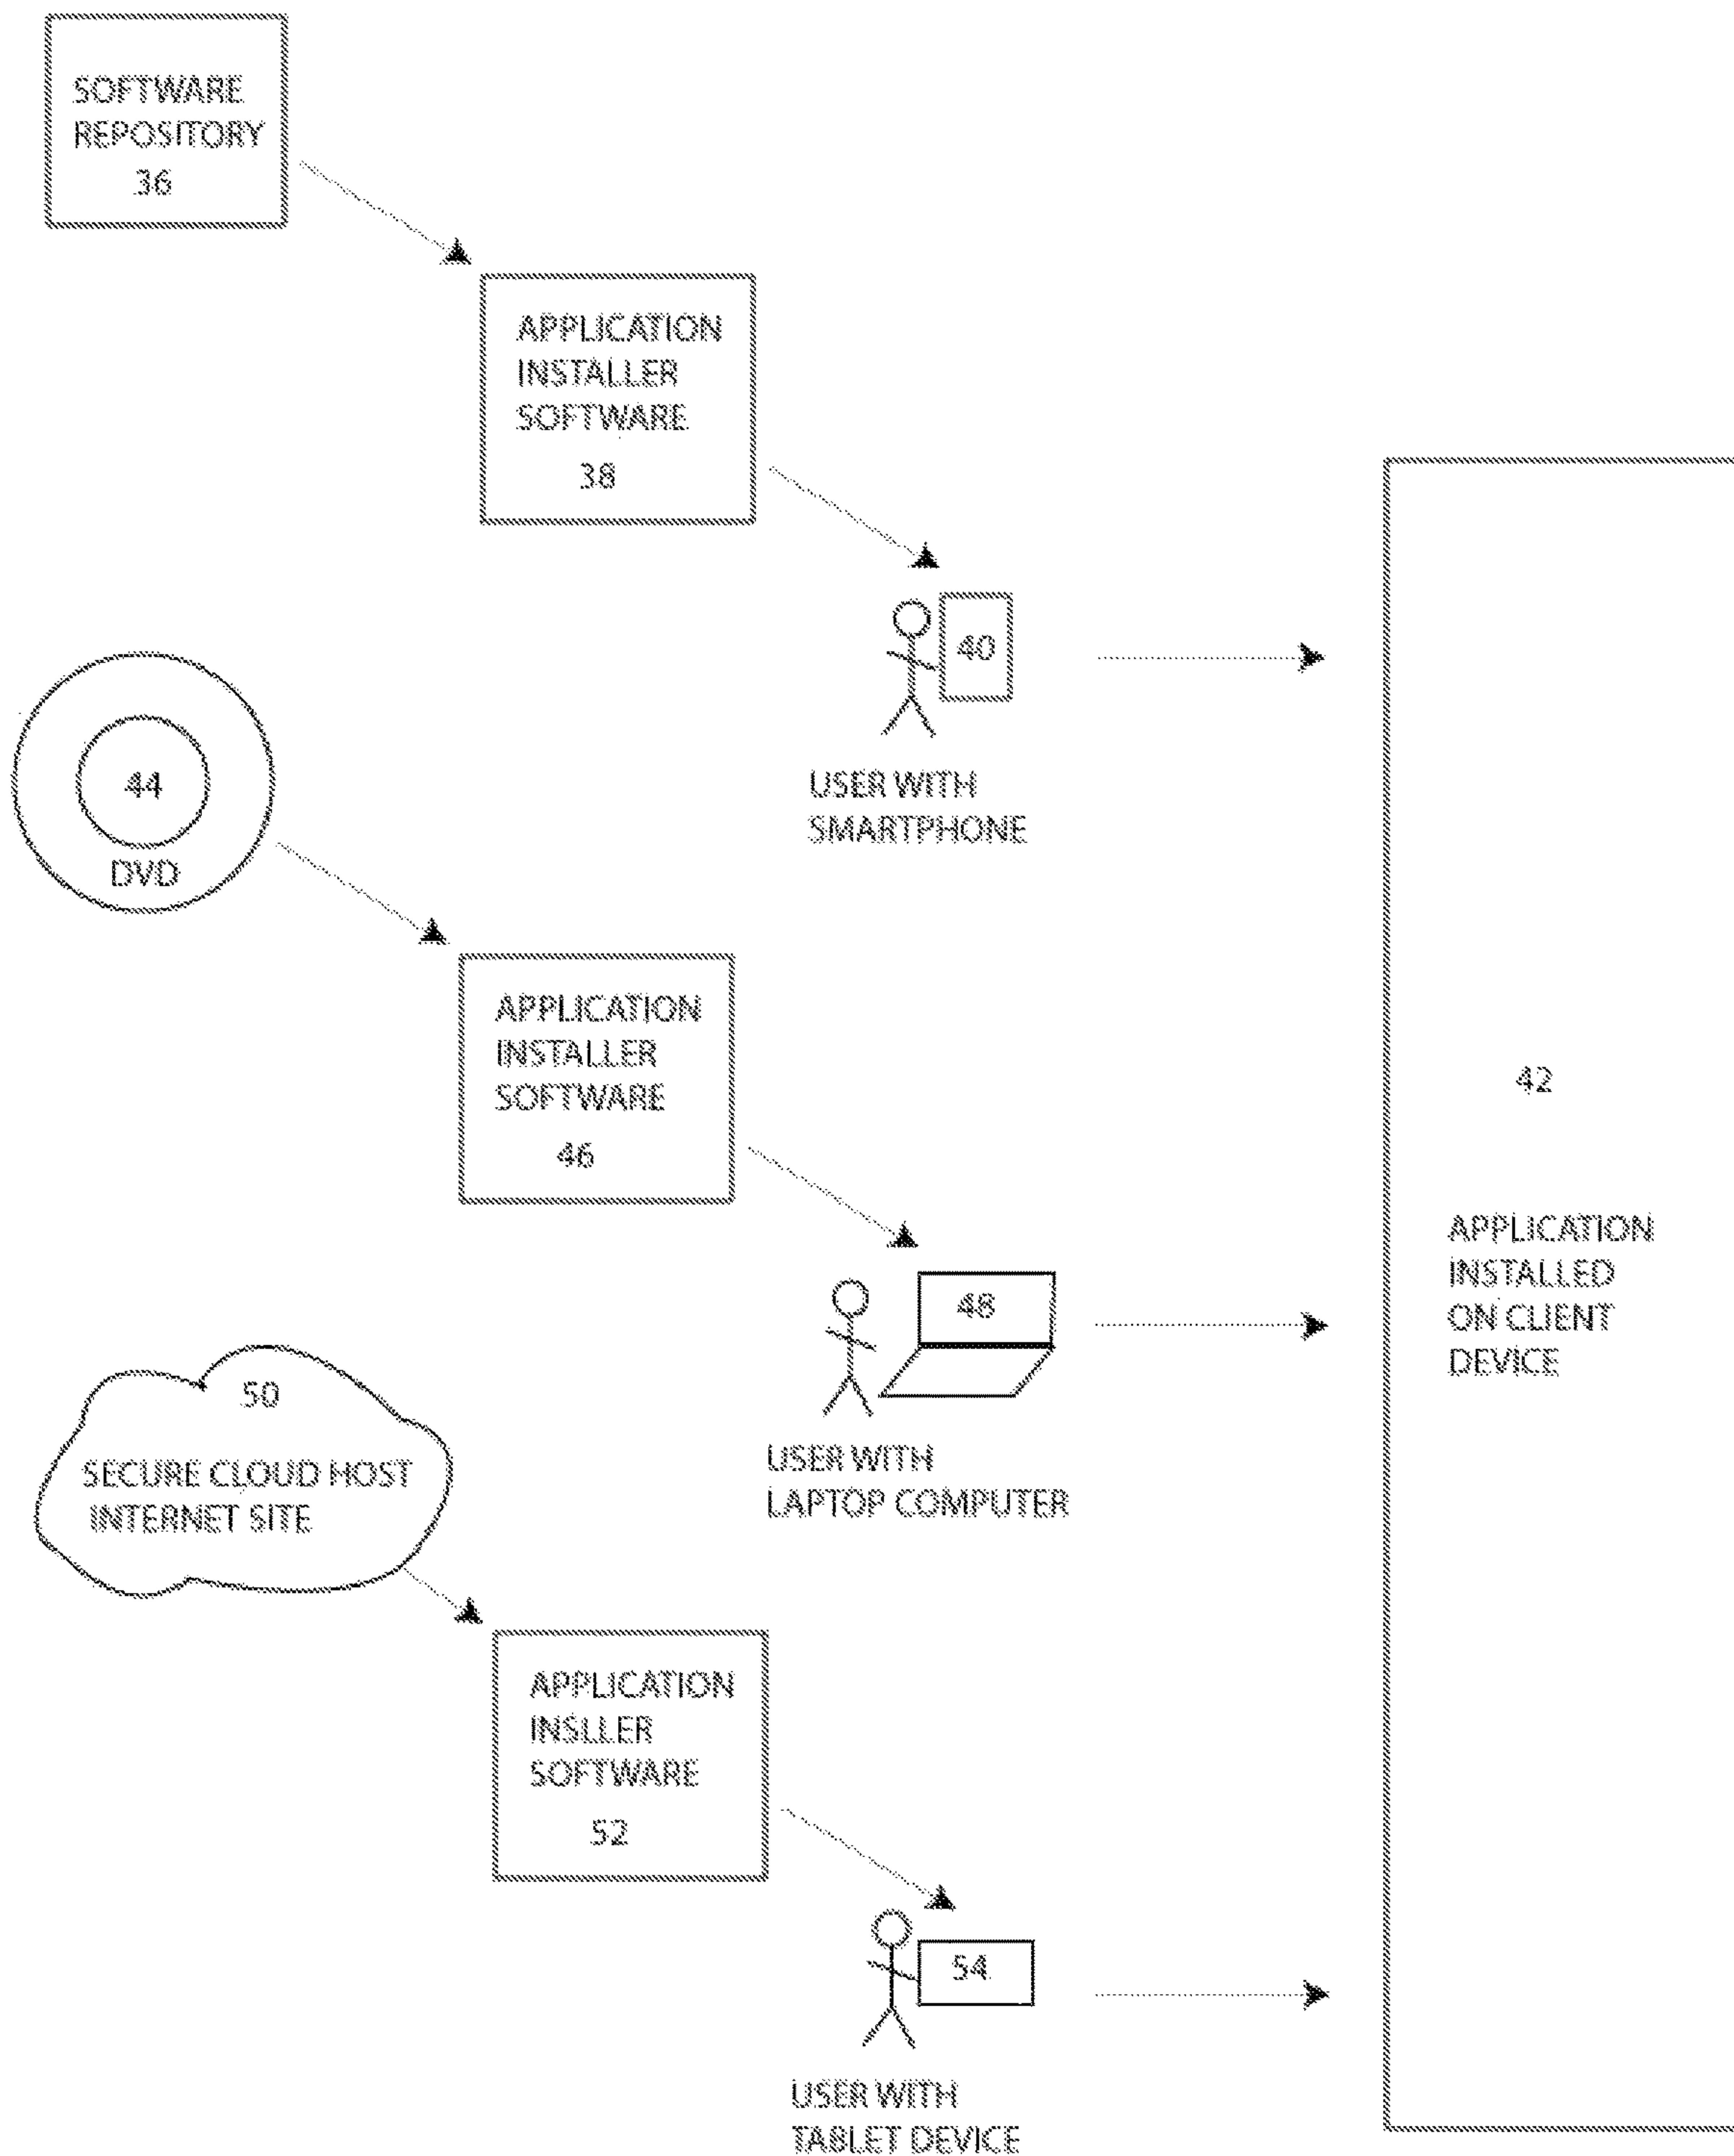 SOFTWARE
REPOSITORY
36
APPLICATION
INSTALLER
SOFTWARE
38
40
USER WITH
SMARTPHONE
44
DVD
APPLICATION
INSTALLER
SOFTWARE
46
48
USER WITH
LAPTOP COMPUTER
50
SECURE CLOUD HOST
INTERNET SITE
APPLICATION
INSLLER
SOFTWARE
52
54
USER WITH
TABLET DEVICE
42
APPLICATION
INSTALLED
ON CLIENT
DEVICE